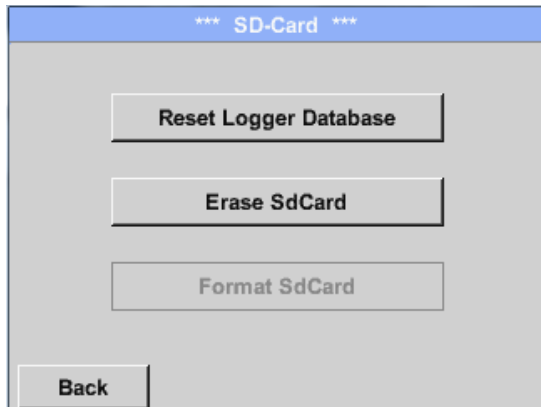 *** SD-Card ***
Reset Logger Database
Erase SdCard
Format SdCard
Back